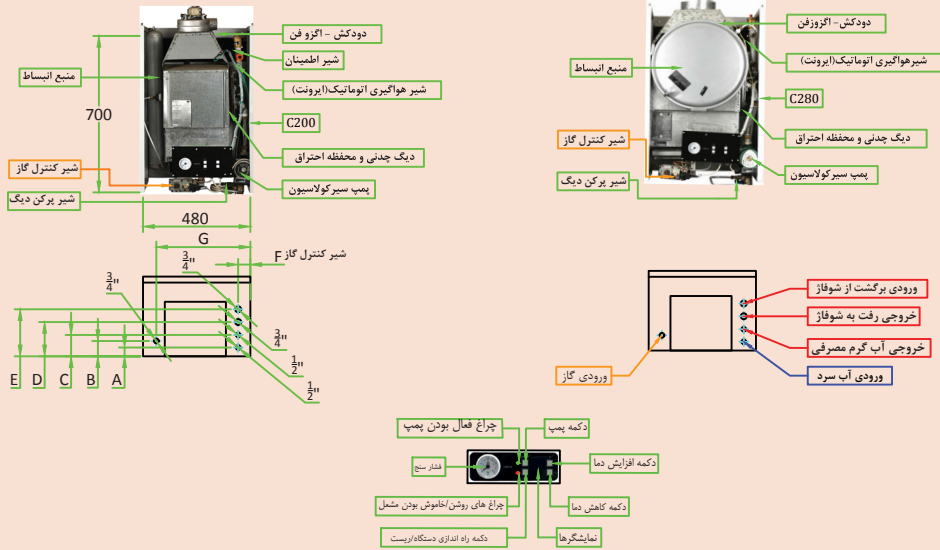 دودکش - اگزو فن
شیر اطمینان
منبع انبساط
شیر هواگیری اتوماتیک(ایرونت)
700
C200
دیگ چدنی و محفظه احتراق
شیر کنترل گاز
پمپ سیرکولاسیون
شیر پرکن دیگ
480
دودکش - اگزوزفن
شیرهواگیری اتوماتیک(ایرونت)
منبع انبساط
C280
شیر کنترل گاز
دیگ چدنی و محفظه احتراق
پمپ سیرکولاسیون
شیر پرکن دیگ
G
F شیر کنترل گاز
3/4"
3/4"
3/4"
1/2"
1/2"
E D C B A
ورودی برگشت از شوفاژ
خروجی رفت به شوفاژ
خروجی آب گرم مصرفی
ورودی آب سرد
ورودی گاز
چراغ فعال بودن پمپ
دکمه پمپ
فشار سنج
دکمه افزایش دما
چراغ های روشن/خاموش بودن مشعل
دکمه کاهش دما
دکمه راه اندازی دستگاه/ریست
نمایشگرها